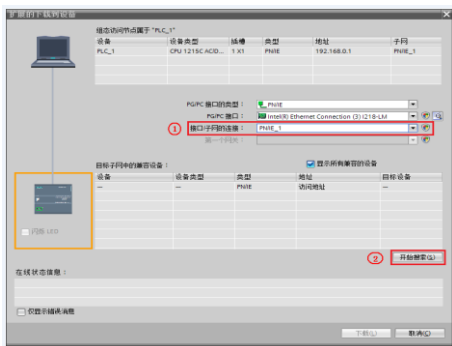 扩展的下载到设备
组态访问节点属于 "PLC_1"
设备 设备类型 插槽 类型 地址 子网
PLC_1 CPU 1215C ACID... 1 X1 PN/IE 192.168.0.1 PN/IE_1
PG/PC 接口的类型： PN/IE
PG/PC 接口： Intel(R) Ethernet Connection (3) I218-LM
① 接口/子网的连接： PN/IE_1
第一个网关：
目标子网中的兼容设备： 显示所有兼容的设备
设备 设备类型 类型 地址 目标设备
— — PN/IE 访问地址 —
闪烁 LED
② 开始搜索(S)
在线状态信息：
仅显示错误消息
下载(L) 取消(C)